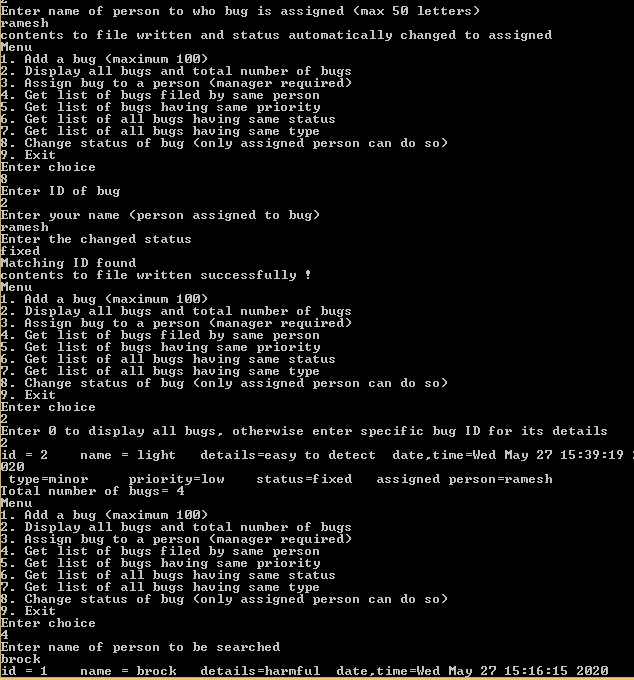 2
Enter name of person to who bug is assigned (max 50 letters)
ramesh
contents to file written and status automatically changed to assigned
Menu
1. Add a bug (maximum 100)
2. Display all bugs and total number of bugs
3. Assign bug to a person (manager required)
4. Get list of bugs filed by same person
5. Get list of bugs having same priority
6. Get list of all bugs having same status
7. Get list of all bugs having same type
8. Change status of bug (only assigned person can do so)
9. Exit
Enter choice
8
Enter ID of bug
2
Enter your name (person assigned to bug)
ramesh
Enter the changed status
fixed
Matching ID found
contents to file written successfully !
Menu
1. Add a bug (maximum 100)
2. Display all bugs and total number of bugs
3. Assign bug to a person (manager required)
4. Get list of bugs filed by same person
5. Get list of bugs having same priority
6. Get list of all bugs having same status
7. Get list of all bugs having same type
8. Change status of bug (only assigned person can do so)
9. Exit
Enter choice
2
Enter 0 to display all bugs, otherwise enter specific bug ID for its details
2
id = 2 name = light details=easy to detect date,time=Wed May 27 15:39:19 2
020
type=minor priority=low status=fixed assigned person=ramesh
Total number of bugs= 4
Menu
1. Add a bug (maximum 100)
2. Display all bugs and total number of bugs
3. Assign bug to a person (manager required)
4. Get list of bugs filed by same person
5. Get list of bugs having same priority
6. Get list of all bugs having same status
7. Get list of all bugs having same type
8. Change status of bug (only assigned person can do so)
9. Exit
Enter choice
4
Enter name of person to be searched
brock
id = 1 name = brock details=harmful date,time=Wed May 27 15:16:15 2020